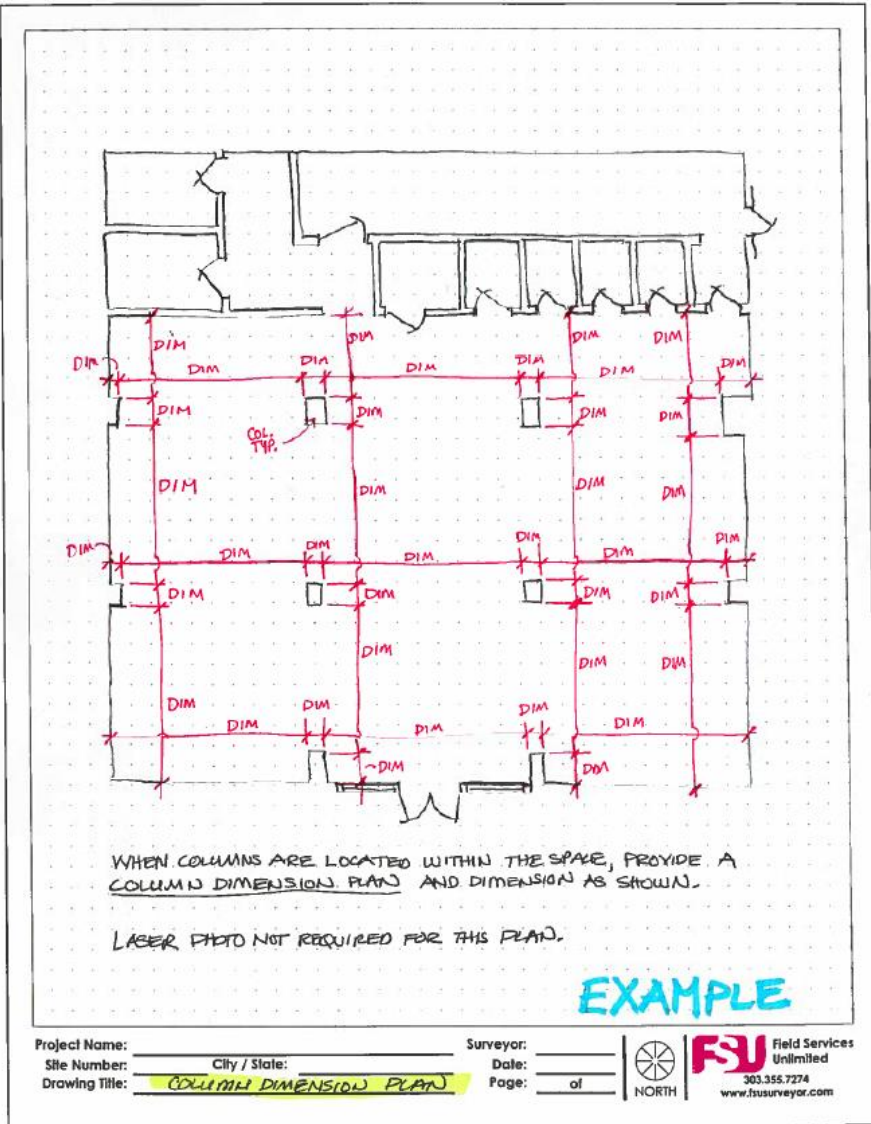 DIM DIM DIM DIM
DIM DIM DIM DIM DIM DIM DIM
DIM DIM DIM DIM
COL.
TYP.
DIM DIM DIM DIM
DIM DIM DIM DIM DIM DIM DIM
DIM DIM DIM DIM
DIM DIM DIM
DIM DIM DIM
DIM DIM DIM
DIM DIM
WHEN COLUMNS ARE LOCATED WITHIN THE SPACE, PROVIDE A
COLUMN DIMENSION PLAN AND DIMENSION AS SHOWN.
LASER PHOTO NOT REQUIRED FOR THIS PLAN.
EXAMPLE
Project Name: Surveyor:
Site Number: City / State: Date:
Drawing Title: COLUMN DIMENSION PLAN Page: of
NORTH
FSU Field Services
Unlimited
303.355.7274
www.fsusurveyor.com